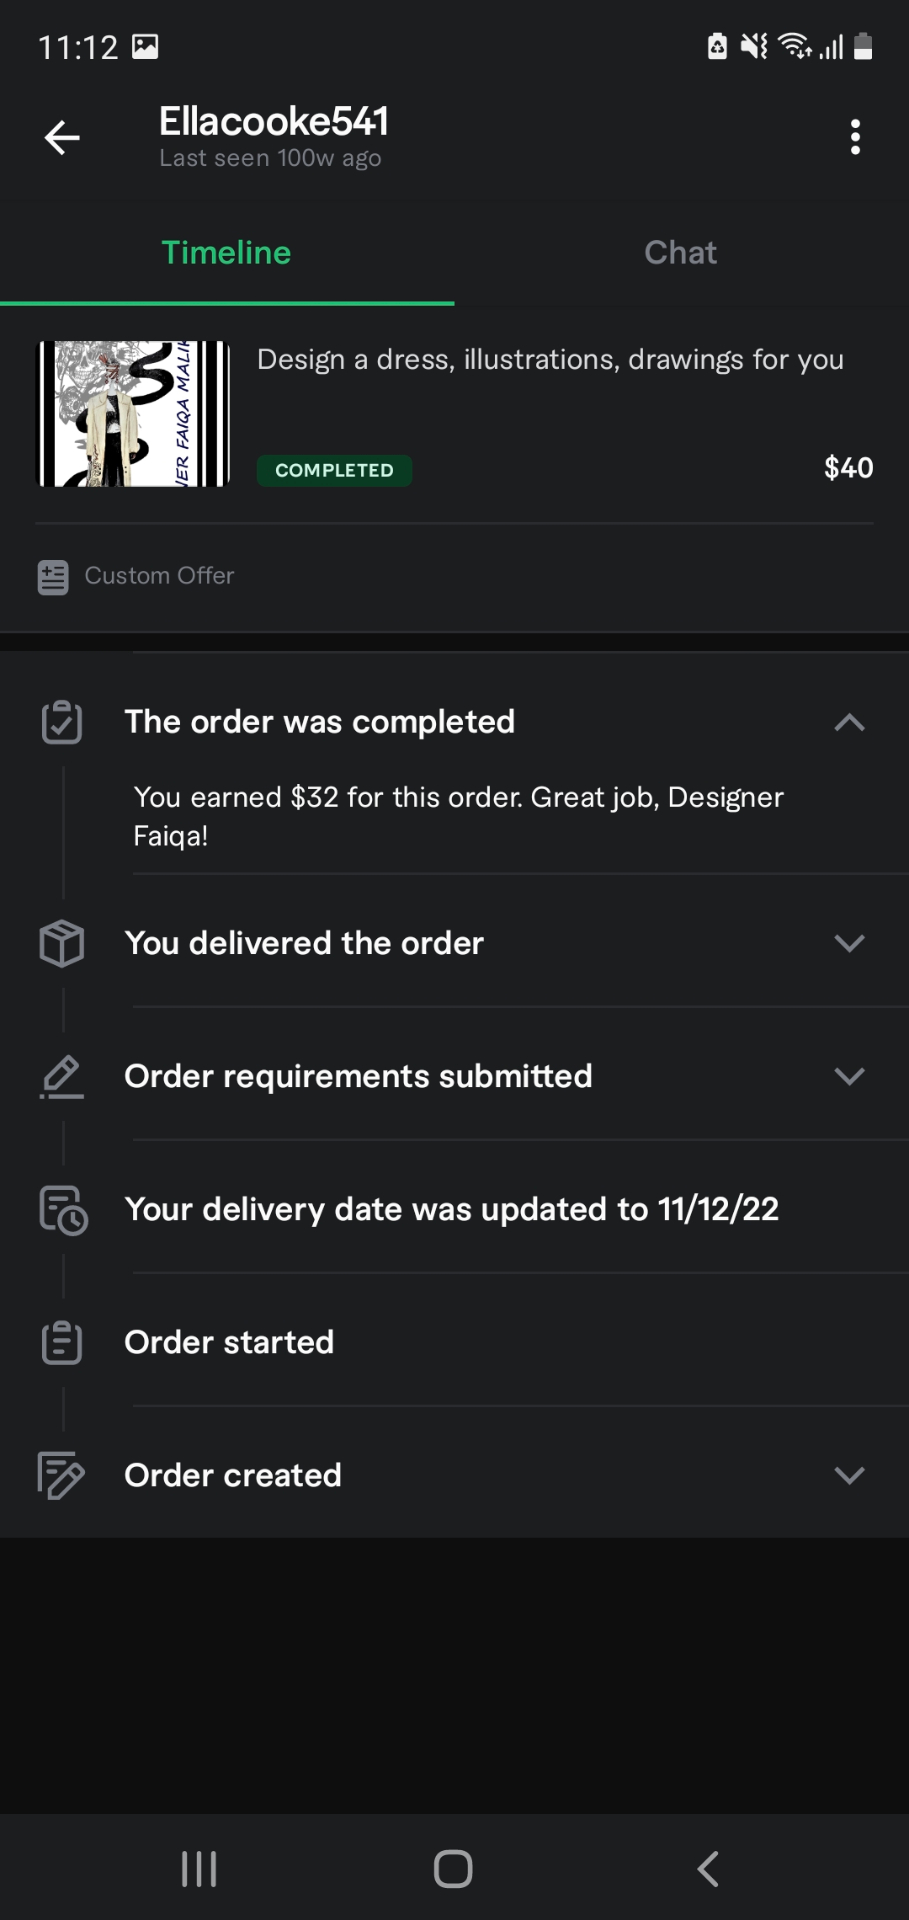 11:12
Ellacooke541
Last seen 100w ago
Timeline
Chat
NER FAIQA MALIK
Design a dress, illustrations, drawings for you
COMPLETED
$40
Custom Offer
The order was completed
You earned $32 for this order. Great job, Designer
Faiqa!
You delivered the order
Order requirements submitted
Your delivery date was updated to 11/12/22
Order started
Order created